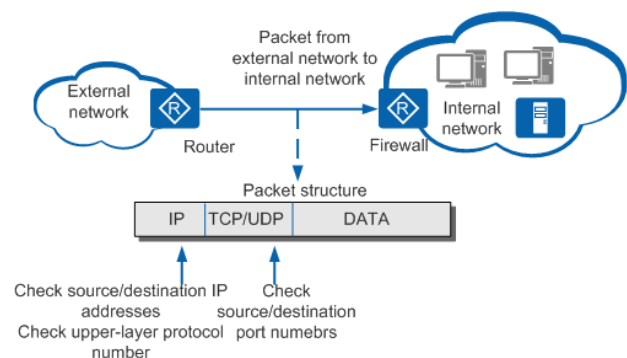 Packet from
external network to
internal network
External
network
R
Router
R
Firewall
Internal
network
Packet structure
IP
TCP/UDP
DATA
Check source/destination IP
addresses
Check upper-layer protocol
number
Check
source/destination
port numebrs